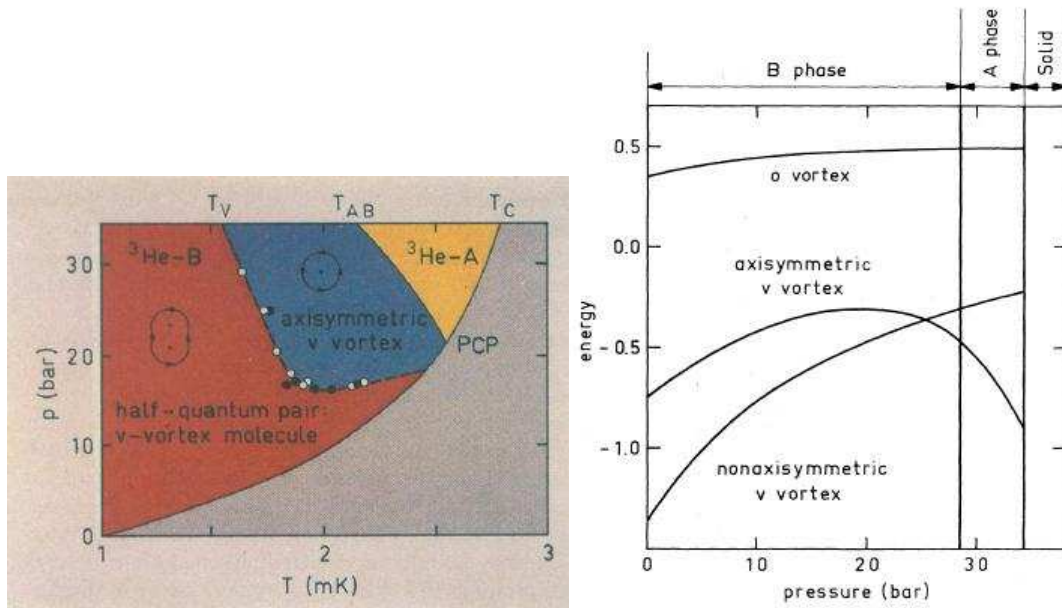 T_V
T_AB
T_C
30
20
10
0
p (bar)
³He-B
³He-A
axisymmetric
v vortex
PCP
half-quantum pair:
v-vortex molecule
1
2
3
T (mK)
B phase
A phase
Solid
0.5
0.0
-0.5
-1.0
energy
o vortex
axisymmetric
v vortex
nonaxisymmetric
v vortex
0
10
20
30
pressure (bar)